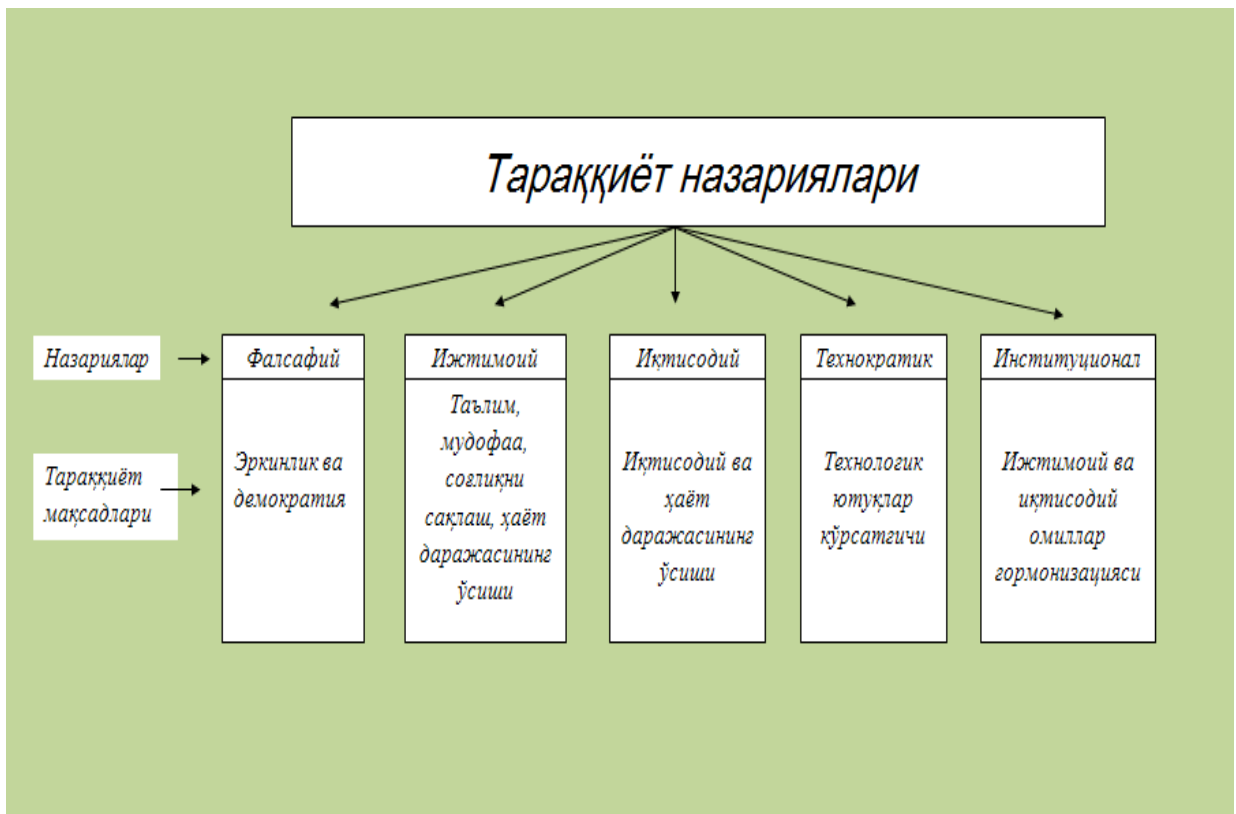 Тараққиёт назариялари
Назариялар
Фалсафий
Ижтимоий
Иқтисодий
Технократик
Институционал
Тараққиёт
мақсадлари
Эркинлик ва
демократия
Таълим,
мудофаа,
соғлиқни
сақлаш, ҳаёт
даражасининг
ўсиши
Иқтисодий ва
ҳаёт
даражасининг
ўсиши
Технологик
ютуқлар
кўрсатгичи
Ижтимоий ва
иқтисодий
омиллар
гормонизацияси